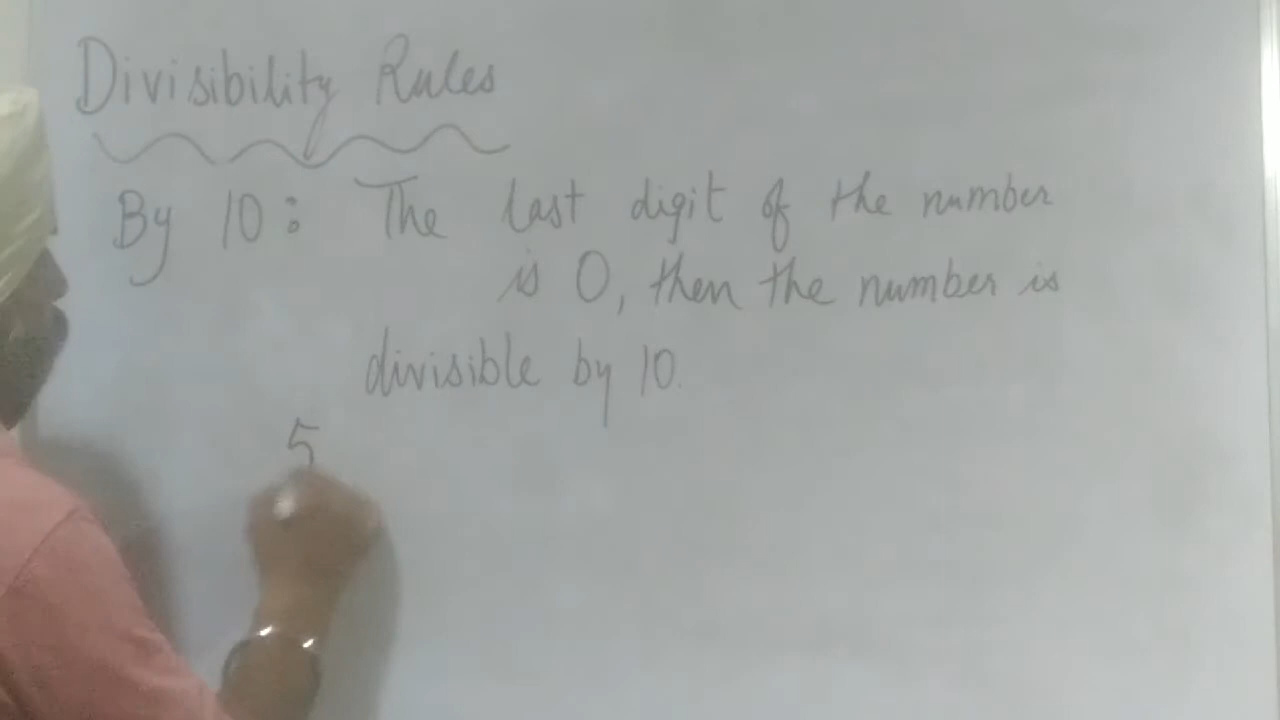 Divisibility Rules
By 10: The last digit of the number
is 0, then the number is
divisible by 10.
5